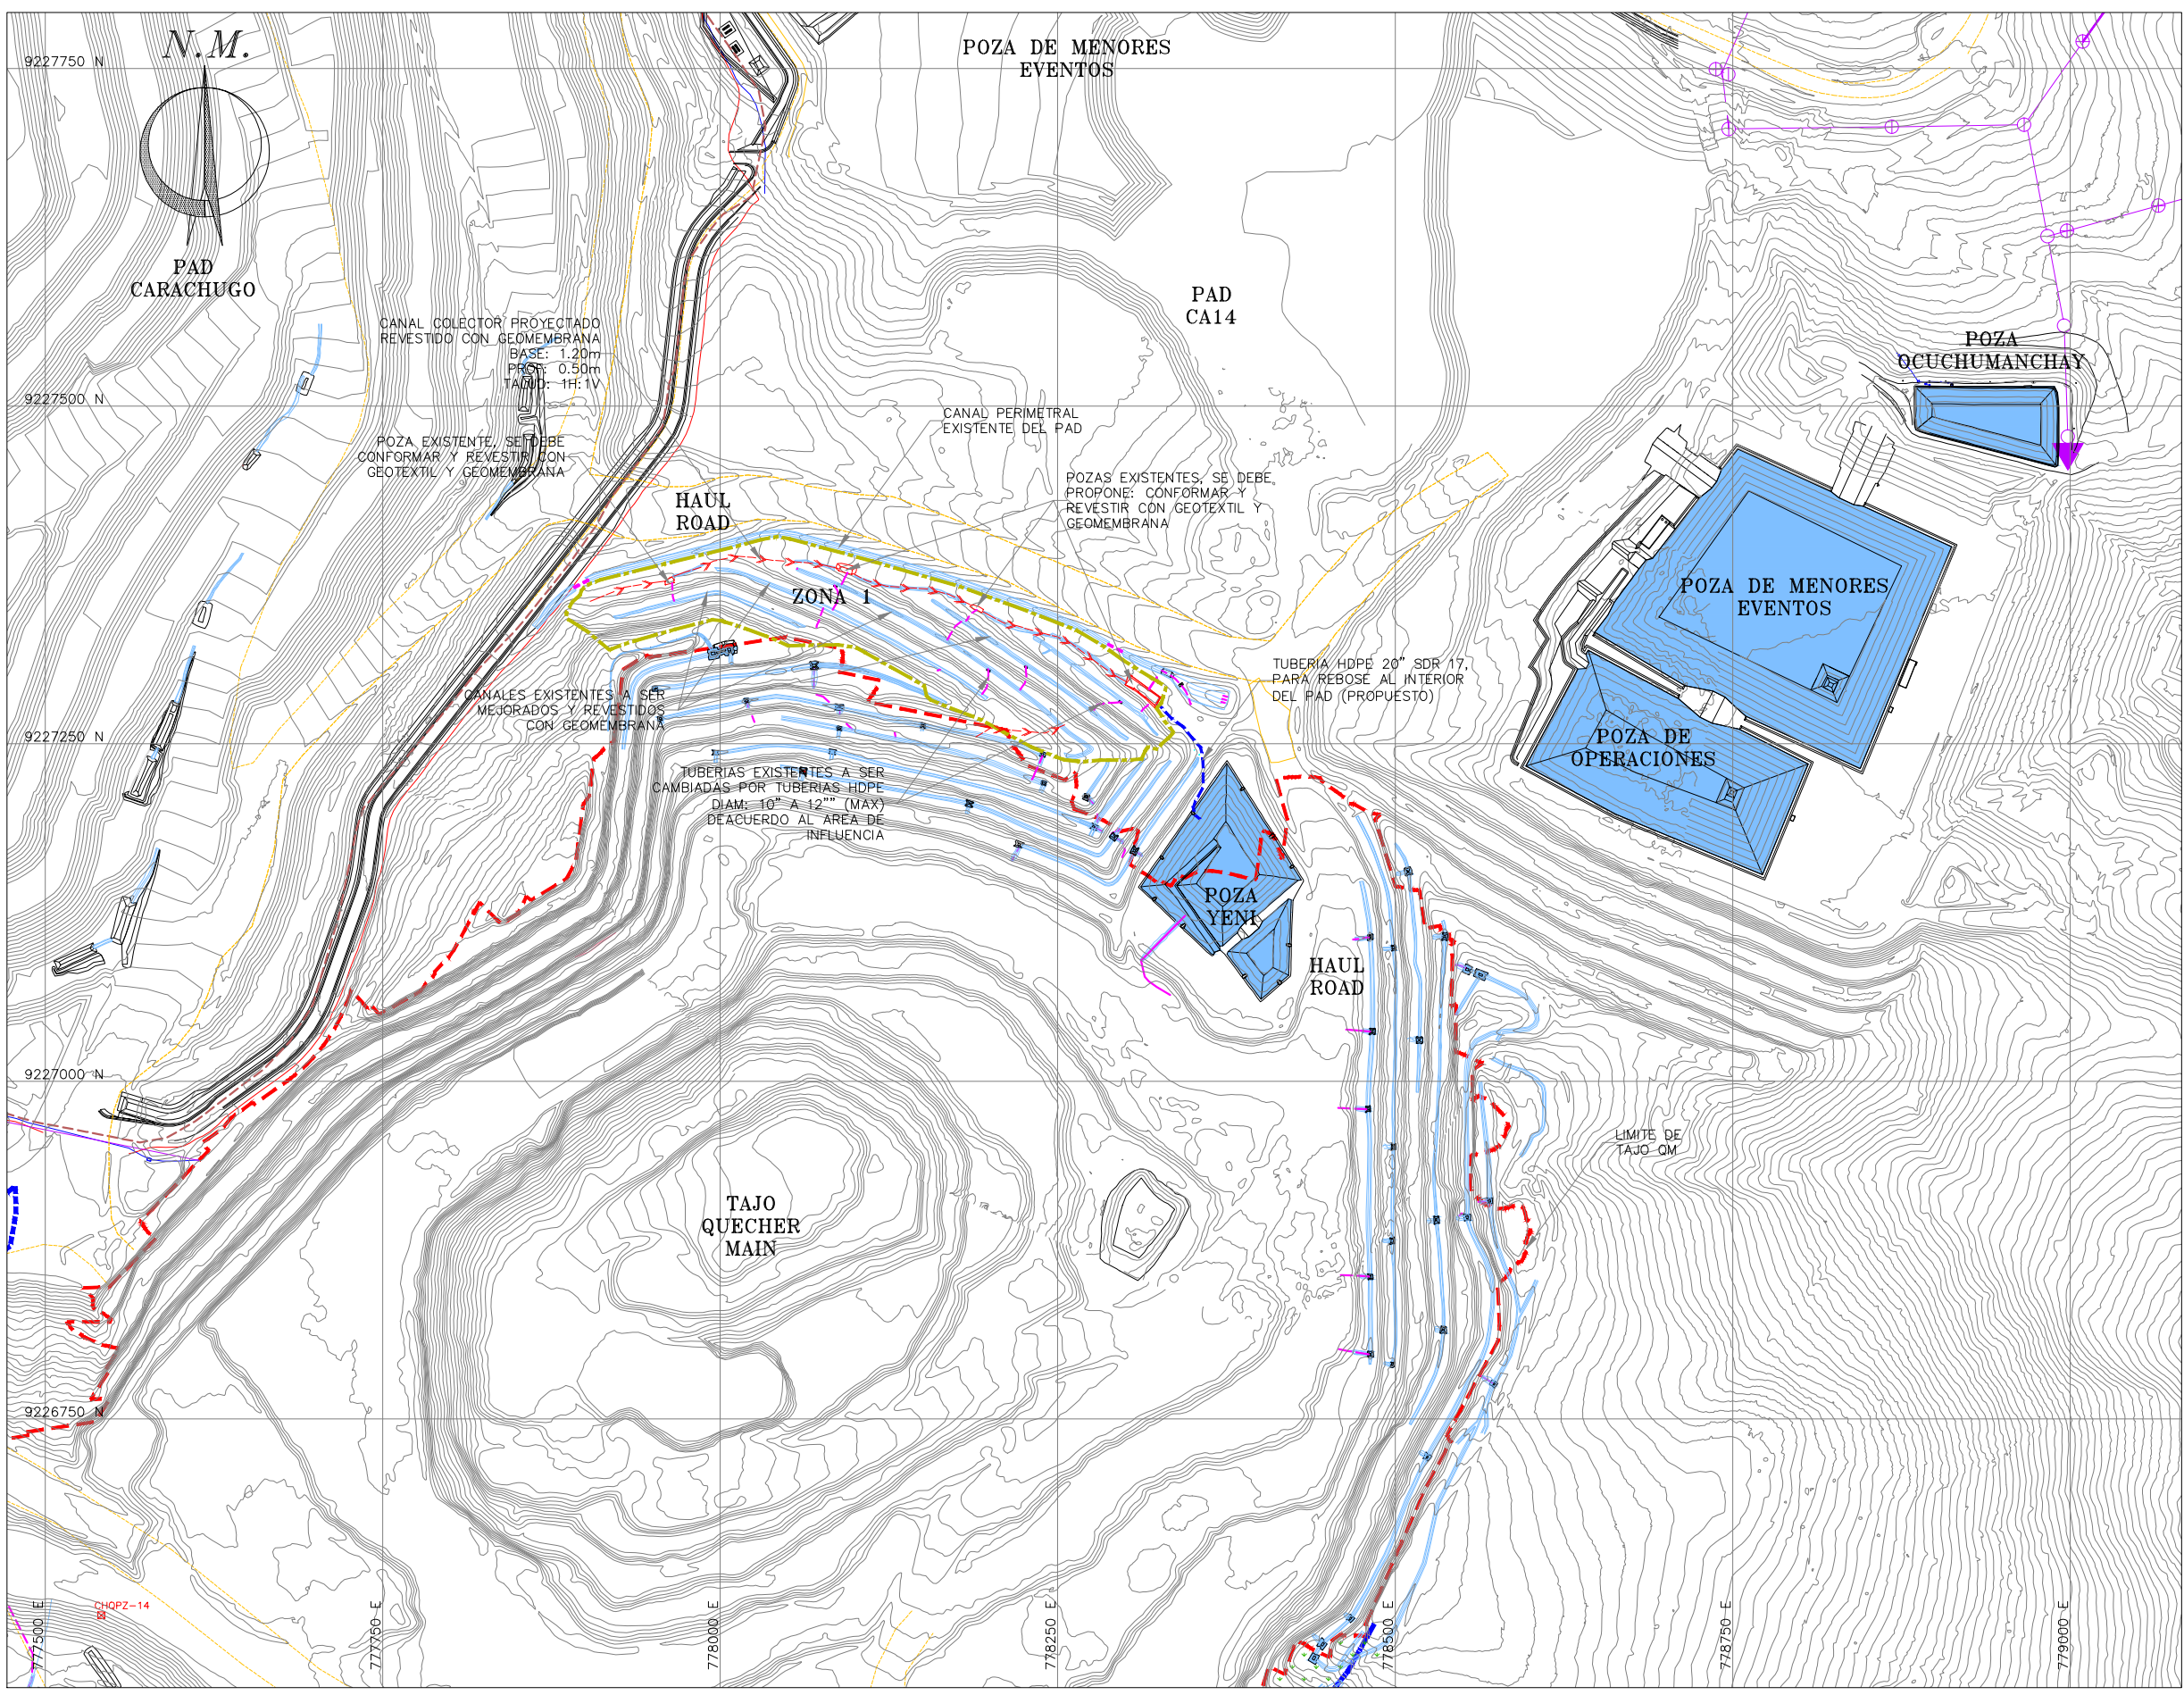 N.M.
POZA DE MENORES
EVENTOS
9227750 N
PAD
CARACHUGO
PAD
CA14
CANAL COLECTOR PROYECTADO
REVESTIDO CON GEOMEMBRANA
BASE: 1.20m
PROF: 0.50m
TALUD: 1H:1V
POZA
OCUCHUMANCHAY
9227500 N
CANAL PERIMETRAL
EXISTENTE DEL PAD
POZA EXISTENTE, SE DEBE
CONFORMAR Y REVESTIR CON
GEOTEXTIL Y GEOMEMBRANA
POZAS EXISTENTES, SE DEBE
PROPONE: CONFORMAR Y
REVESTIR CON GEOTEXTIL Y
GEOMEMBRANA
HAUL
ROAD
ZONA 1
POZA DE MENORES
EVENTOS
TUBERIA HDPE 20" SDR 17,
PARA REBOSE AL INTERIOR
DEL PAD (PROPUESTO)
CANALES EXISTENTES A SER
MEJORADOS Y REVESTIDOS
CON GEOMEMBRANA
9227250 N
POZA DE
OPERACIONES
TUBERIAS EXISTENTES A SER
CAMBIADAS POR TUBERIAS HDPE
DIAM: 10" A 12"" (MAX)
DEACUERDO AL AREA DE
INFLUENCIA
POZA
YENI
HAUL
ROAD
9227000 N
LIMITE DE
TAJO QM
TAJO
QUECHER
MAIN
9226750 N
CHQPZ-14
777500 E
777750 E
778000 E
778250 E
778500 E
778750 E
779000 E